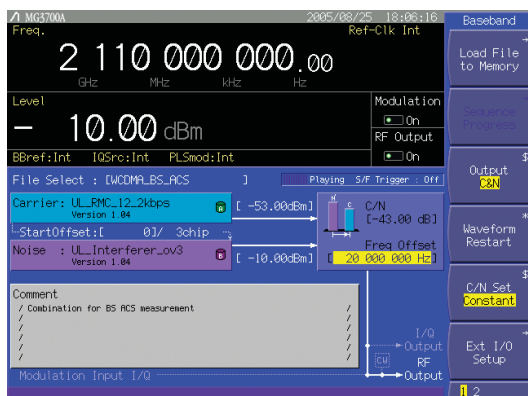 MG3700A 2005/08/25 18:06:16 Baseband
Freq. Ref-Clk Int
2 110 000 000.00
GHz MHz kHz Hz
Load File
to Memory
Level
- 10.00 dBm
Modulation
On
RF Output
On
Sequence
Progress
BBref:Int IQSrc:Int PLSmod:Int
File Select : [WCDMA_BS_ACS ] Playing S/F Trigger : Off
Output
C&N
Carrier: UL_RMC_12_2kbps
Version 1.04
[ -53.00dBm]
N C C/N
[-43.00 dB]
StartOffset:[ 0]/ 3chip
Noise : UL_Interferer_ov3
Version 1.04
[ -10.00dBm]
Freq Offset
[ 20 000 000 Hz]
Waveform
Restart
C/N Set
Constant
Comment
/ Combination for BS ACS measurement /
/ /
/ /
/ /
/ /
/ /
I/Q
Output
CW RF
Output
Modulation Input I/Q
Ext I/O
Setup
1 2